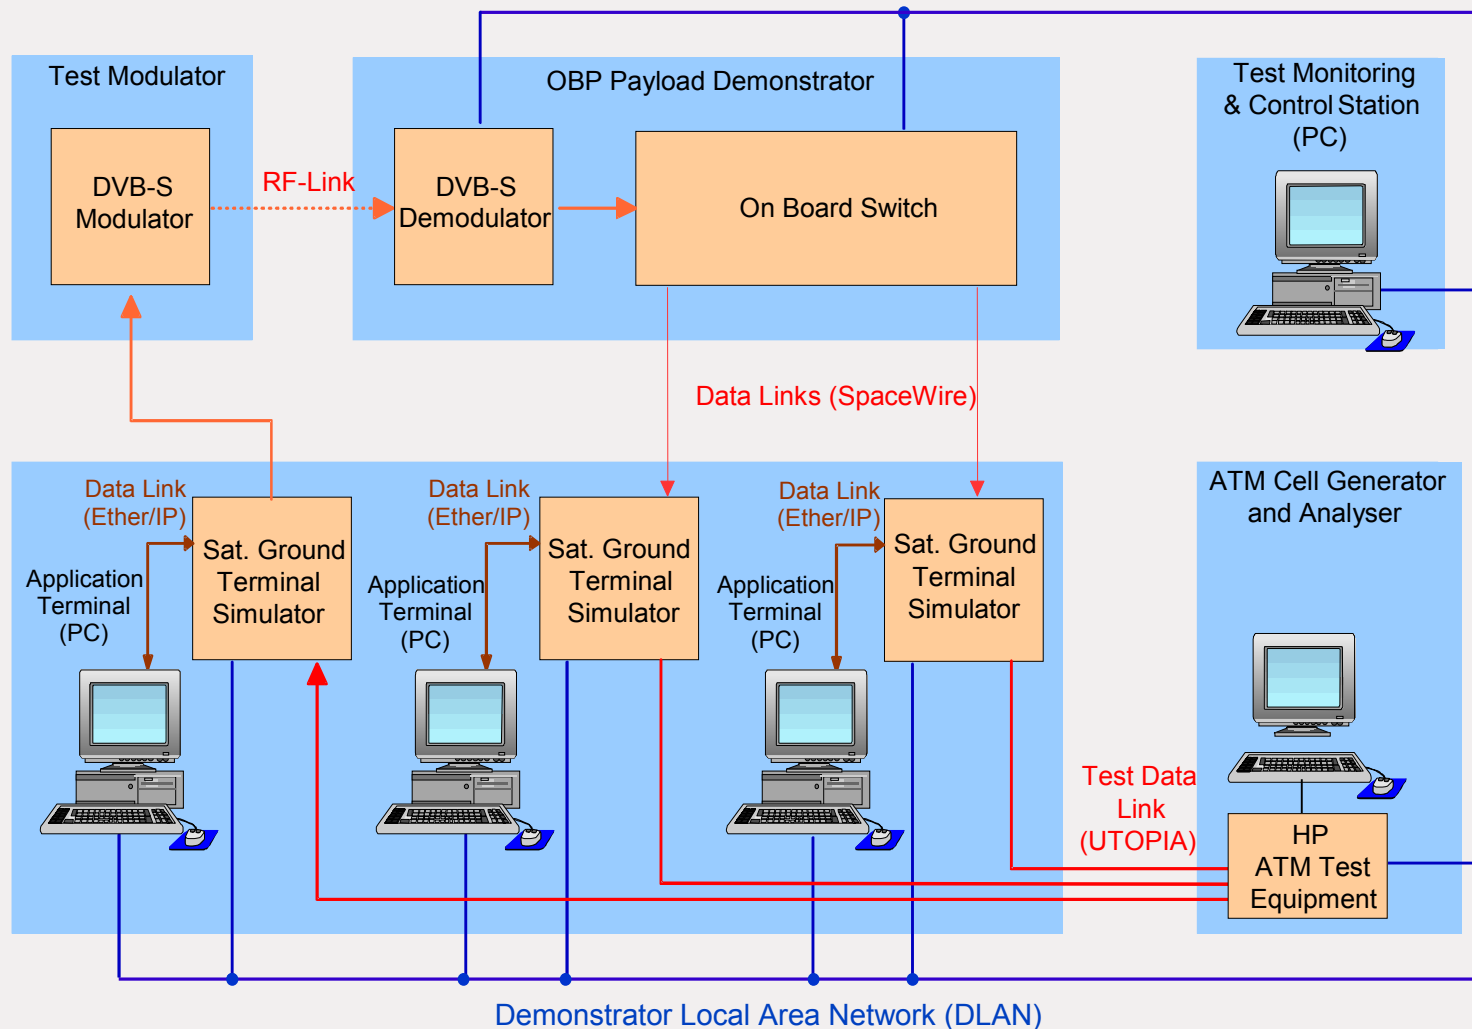 Test Modulator
OBP Payload Demonstrator
Test Monitoring
& Control Station
(PC)
DVB-S
Modulator
RF-Link
DVB-S
Demodulator
On Board Switch
Data Links (SpaceWire)
Data Link
(Ether/IP)
Sat. Ground
Terminal
Simulator
Application
Terminal
(PC)
Data Link
(Ether/IP)
Sat. Ground
Terminal
Simulator
Application
Terminal
(PC)
Data Link
(Ether/IP)
Sat. Ground
Terminal
Simulator
Application
Terminal
(PC)
ATM Cell Generator
and Analyser
Test Data
Link
(UTOPIA)
HP
ATM Test
Equipment
Demonstrator Local Area Network (DLAN)